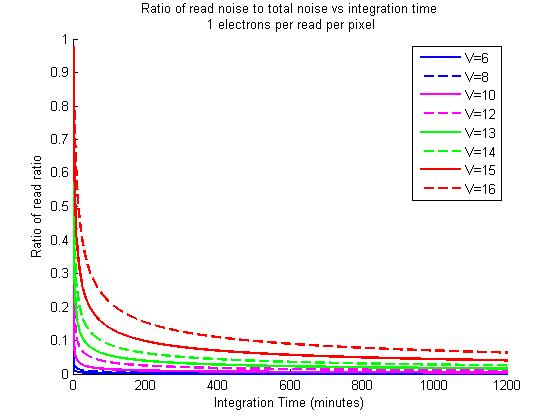 Ratio of read noise to total noise vs integration time
1 electrons per read per pixel
1
0.9
0.8
0.7
0.6
0.5
0.4
0.3
0.2
0.1
0
Ratio of read ratio
V=6
V=8
V=10
V=12
V=13
V=14
V=15
V=16
0 200 400 600 800 1000 1200
Integration Time (minutes)